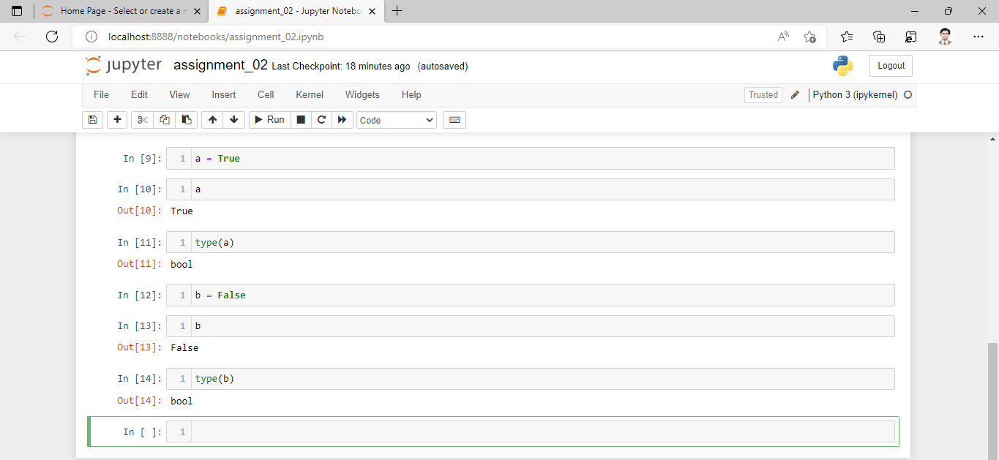 Home Page - Select or create a n
assignment_02 - Jupyter Notebo
localhost:8888/notebooks/assignment_02.ipynb
jupyter assignment_02 Last Checkpoint: 18 minutes ago (autosaved)
Logout
File Edit View Insert Cell Kernel Widgets Help
Trusted Python 3 (ipykernel)
Run Code
In [9]: 1 a = True
In [10]: 1 a
Out[10]: True
In [11]: 1 type(a)
Out[11]: bool
In [12]: 1 b = False
In [13]: 1 b
Out[13]: False
In [14]: 1 type(b)
Out[14]: bool
In [ ]: 1